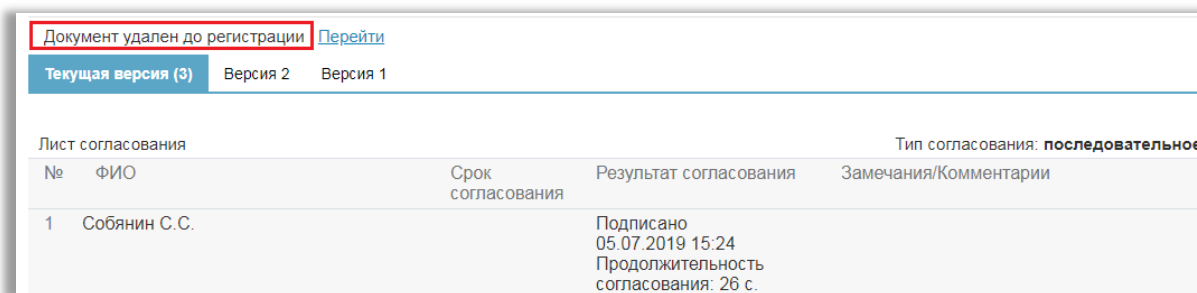 Документ удален до регистрации Перейти
Текущая версия (3) Версия 2 Версия 1
Лист согласования Тип согласования: последовательное
№ ФИО Срок согласования Результат согласования Замечания/Комментарии
1 Собянин С.С. Подписано
05.07.2019 15:24
Продолжительность
согласования: 26 с.